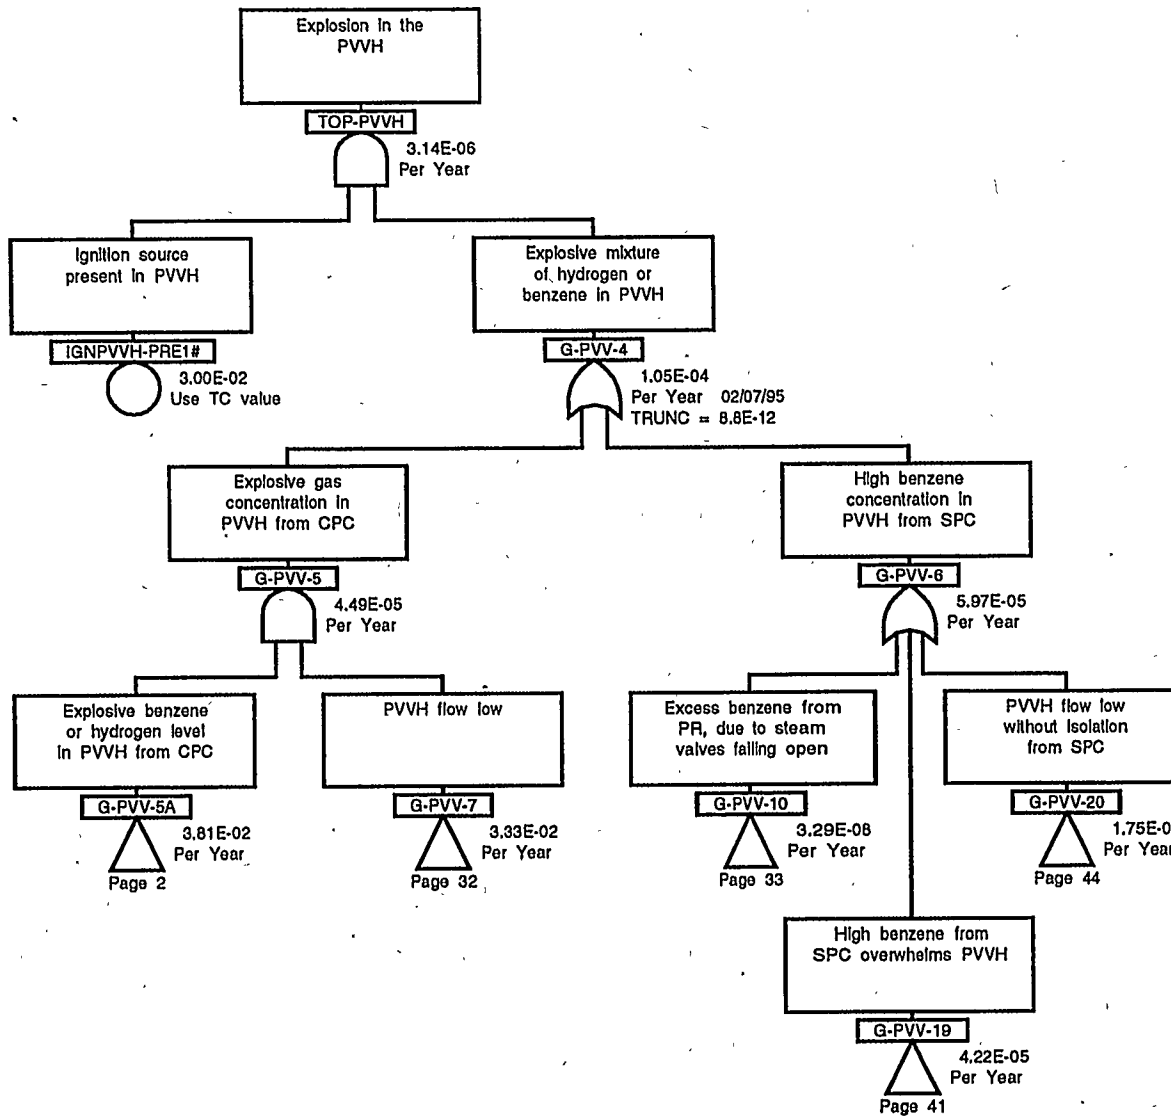 Explosion in the
PVVH
TOP-PVVH
3.14E-06
Per Year
Ignition source
present in PVVH
IGNPVVH-PRE1#
3.00E-02
Use TC value
Explosive mixture
of hydrogen or
benzene in PVVH
G-PVV-4
1.05E-04
Per Year 02/07/95
TRUNC = 8.8E-12
Explosive gas
concentration in
PVVH from CPC
G-PVV-5
4.49E-05
Per Year
High benzene
concentration in
PVVH from SPC
G-PVV-6
5.97E-05
Per Year
Explosive benzene
or hydrogen level
in PVVH from CPC
G-PVV-5A
3.81E-02
Per Year
Page 2
PVVH flow low
G-PVV-7
3.33E-02
Per Year
Page 32
Excess benzene from
PR, due to steam
valves failing open
G-PVV-10
3.29E-08
Per Year
Page 33
PVVH flow low
without isolation
from SPC
G-PVV-20
1.75E-0
Per Year
Page 44
High benzene from
SPC overwhelms PVVH
G-PVV-19
4.22E-05
Per Year
Page 41